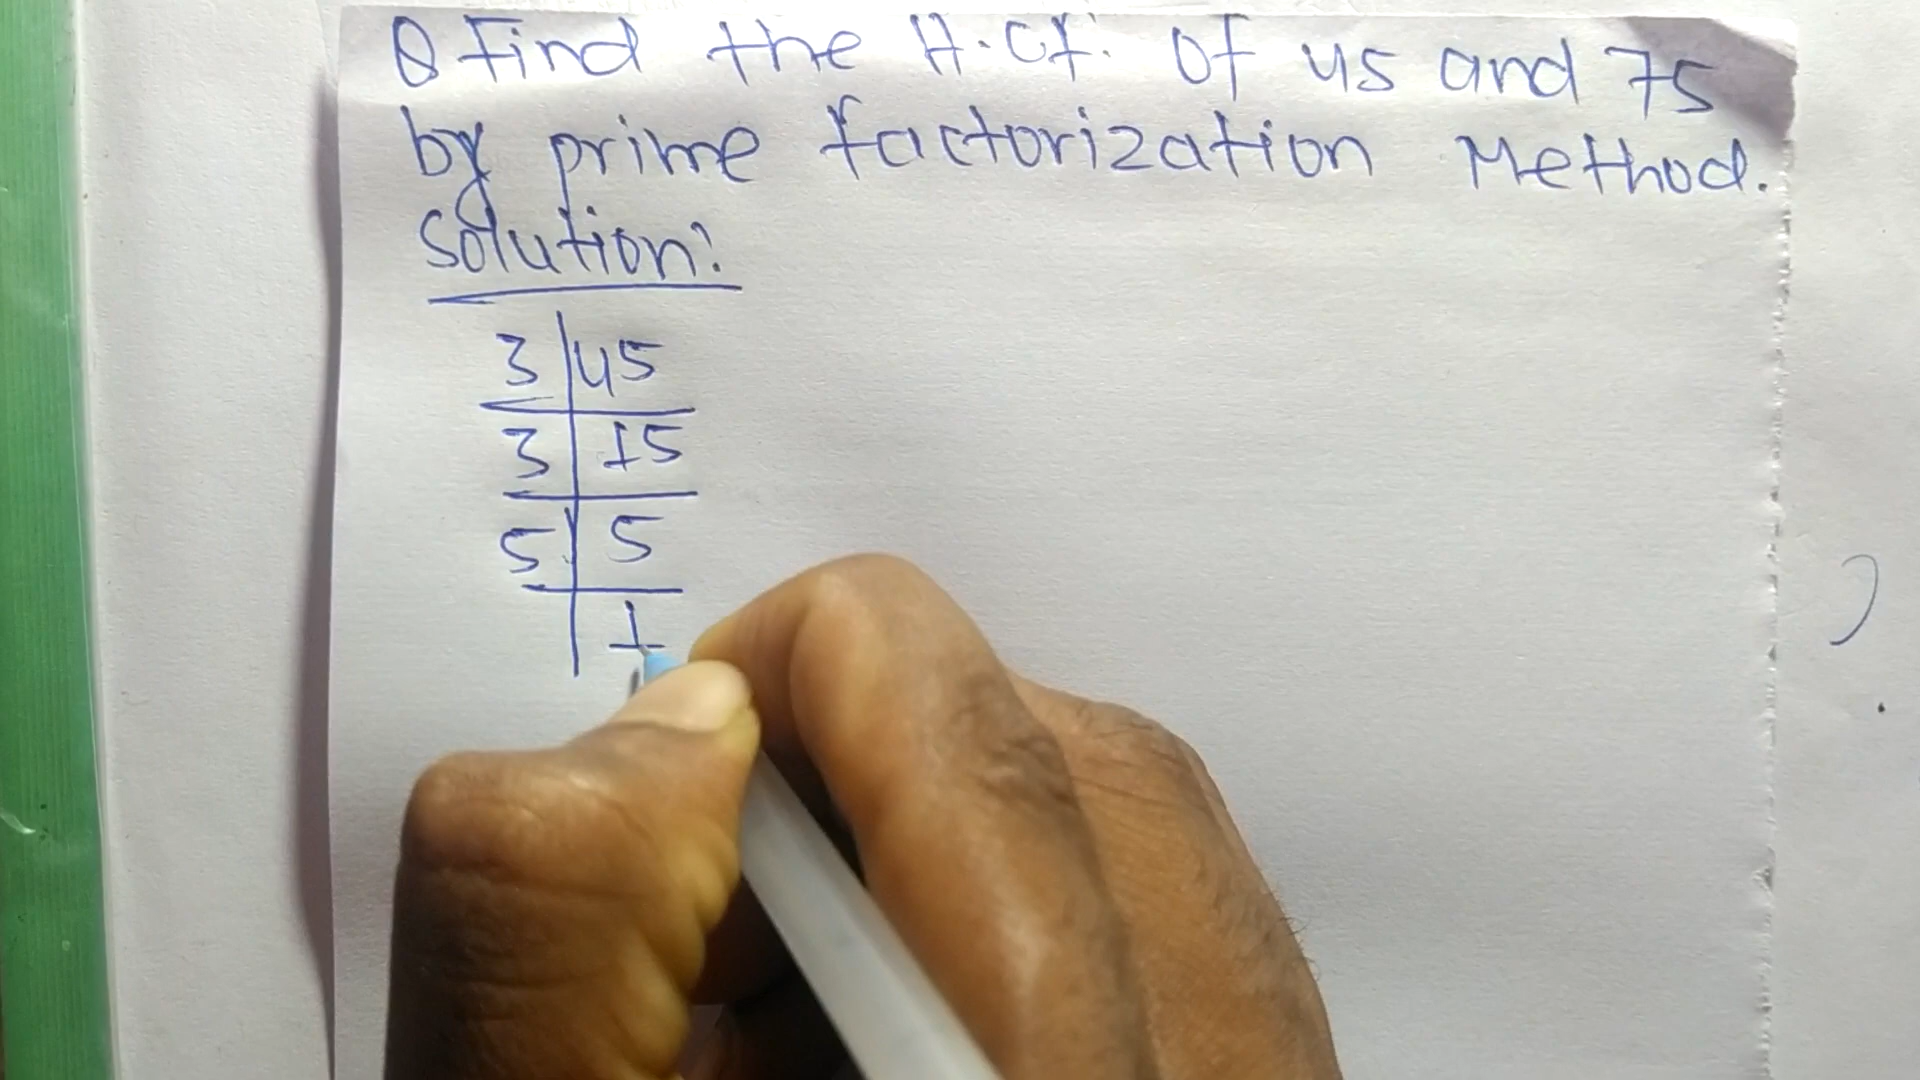 Q Find the H.C.F. of 45 and 75
by prime factorization Method.
Solution:
3 | 45
3 | 15
5 | 5
| 1